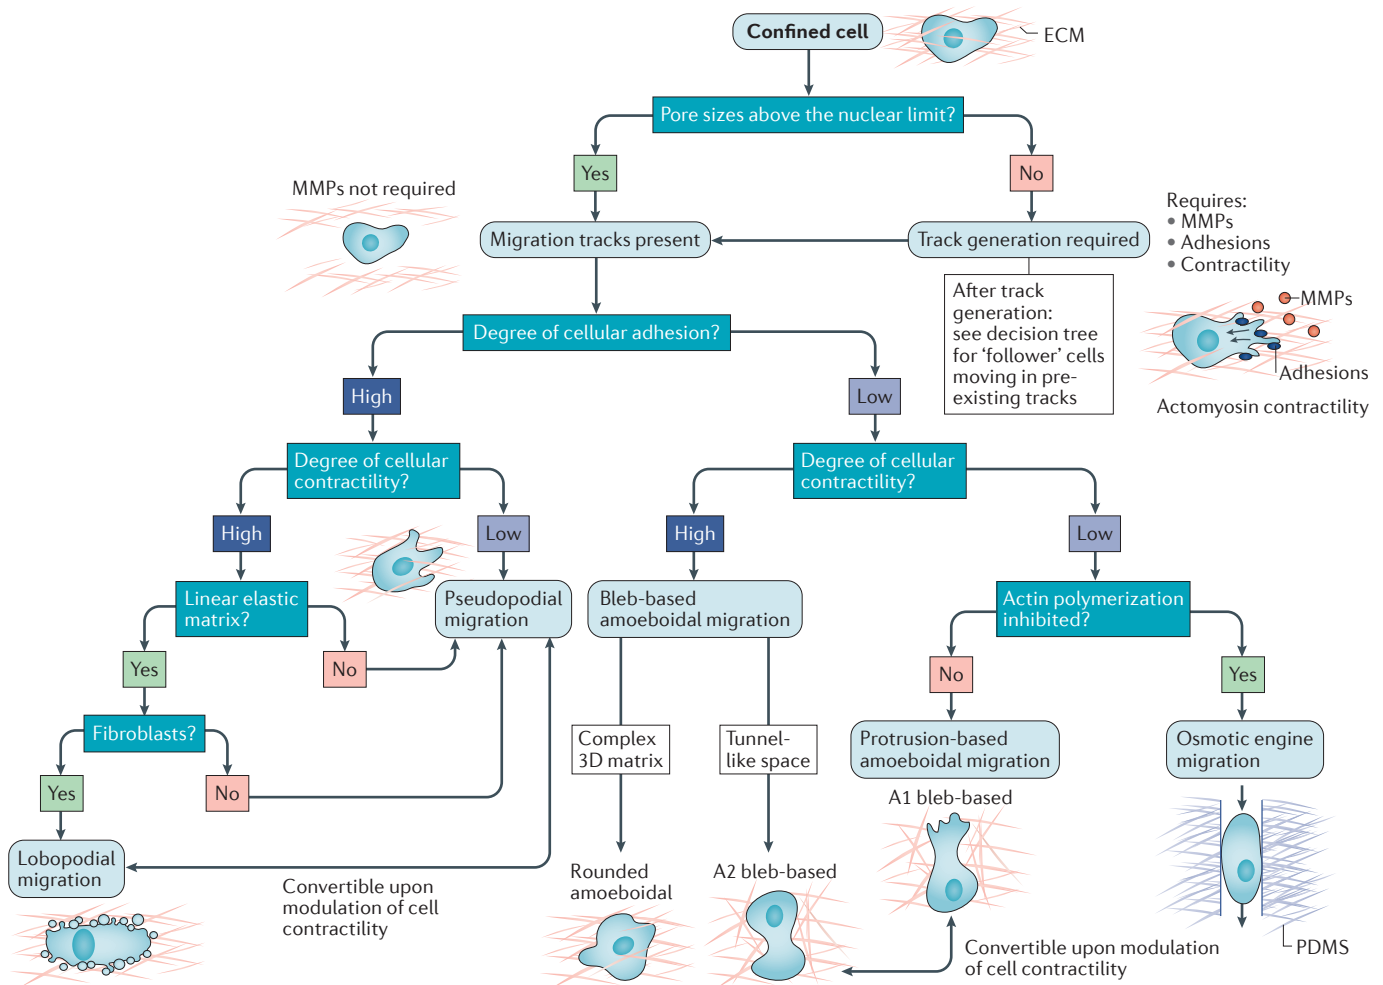 Confined cell
ECM
Pore sizes above the nuclear limit?
Yes
No
MMPs not required
Migration tracks present
Track generation required
Requires:
• MMPs
• Adhesions
• Contractility
After track
generation:
see decision tree
for ‘follower’ cells
moving in pre-
existing tracks
MMPs
Adhesions
Actomyosin contractility
Degree of cellular adhesion?
High
Low
Degree of cellular
contractility?
Degree of cellular
contractility?
High
Low
High
Low
Linear elastic
matrix?
Pseudopodial
migration
Bleb-based
amoeboidal migration
Actin polymerization
inhibited?
Yes
No
No
Yes
Fibroblasts?
Complex
3D matrix
Tunnel-
like space
Protrusion-based
amoeboidal migration
Osmotic engine
migration
Yes
No
A1 bleb-based
Lobopodial
migration
Convertible upon
modulation of cell
contractility
Rounded
amoeboidal
A2 bleb-based
Convertible upon modulation
of cell contractility
PDMS